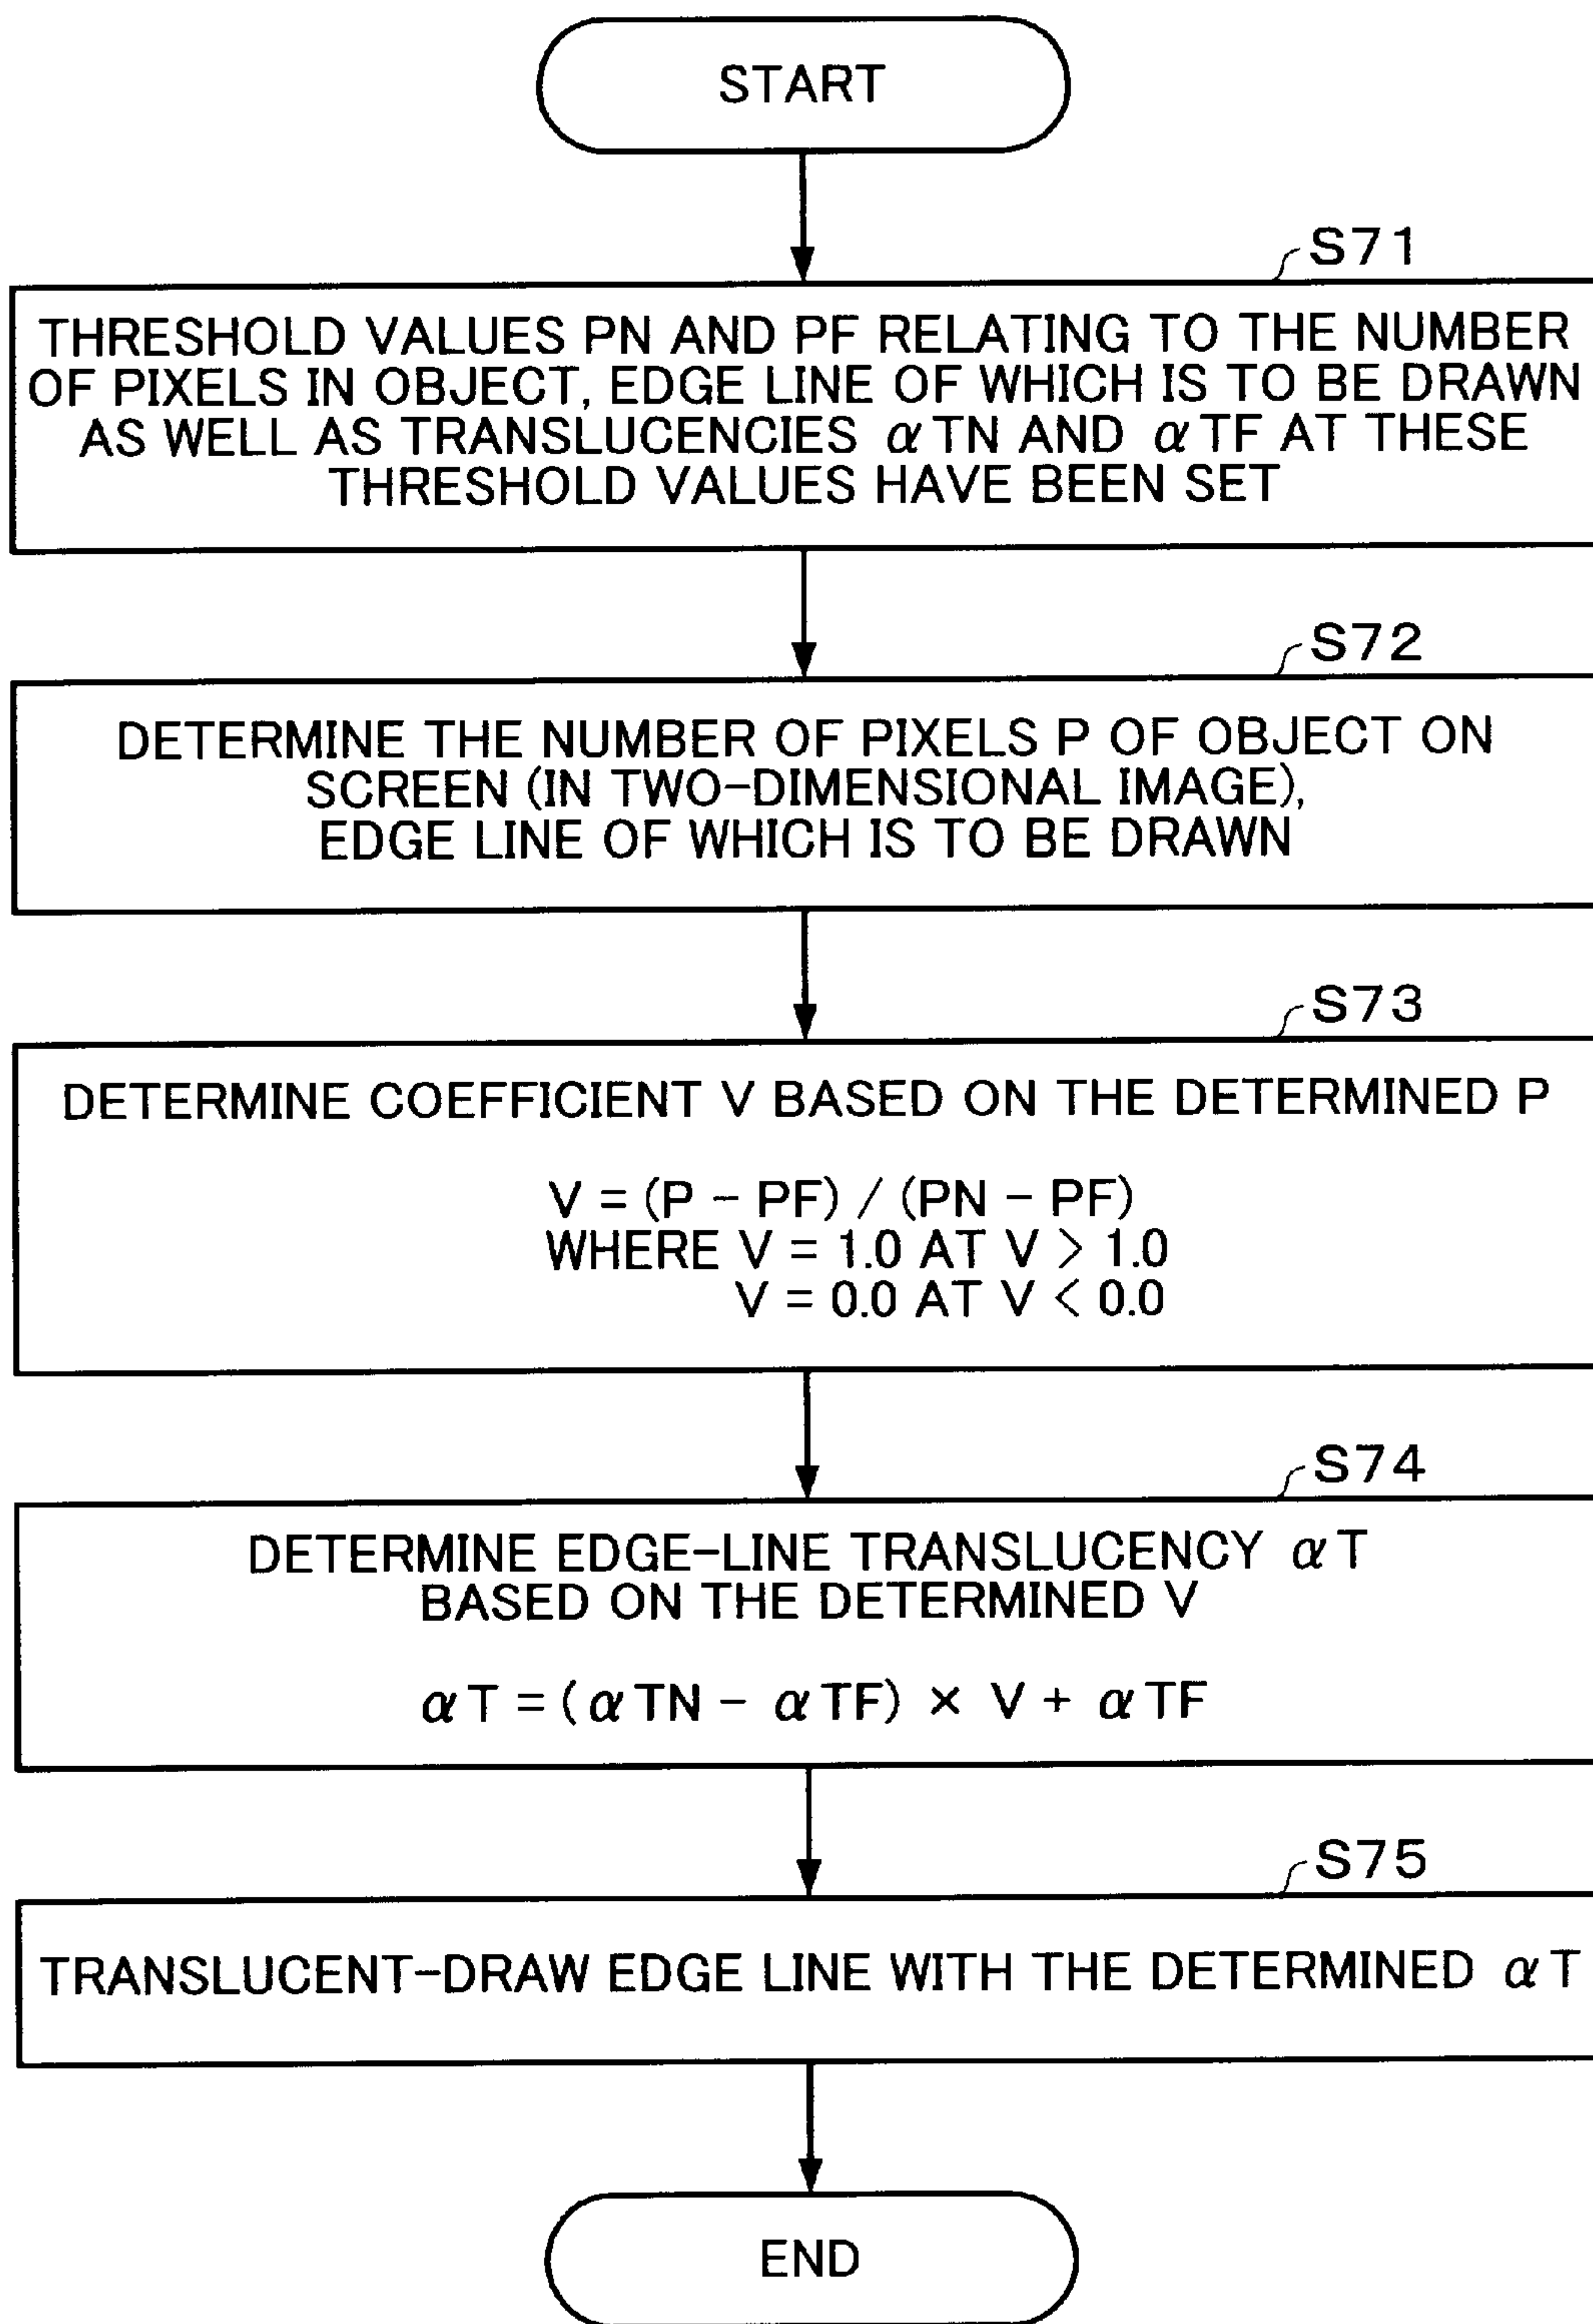 START
S71
THRESHOLD VALUES PN AND PF RELATING TO THE NUMBER
OF PIXELS IN OBJECT, EDGE LINE OF WHICH IS TO BE DRAWN
AS WELL AS TRANSLUCENCIES αTN AND αTF AT THESE
THRESHOLD VALUES HAVE BEEN SET
S72
DETERMINE THE NUMBER OF PIXELS P OF OBJECT ON
SCREEN (IN TWO-DIMENSIONAL IMAGE),
EDGE LINE OF WHICH IS TO BE DRAWN
S73
DETERMINE COEFFICIENT V BASED ON THE DETERMINED P
V = (P - PF) / (PN - PF)
WHERE V = 1.0 AT V > 1.0
V = 0.0 AT V < 0.0
S74
DETERMINE EDGE-LINE TRANSLUCENCY αT
BASED ON THE DETERMINED V
αT = (αTN - αTF) × V + αTF
S75
TRANSLUCENT-DRAW EDGE LINE WITH THE DETERMINED αT
END